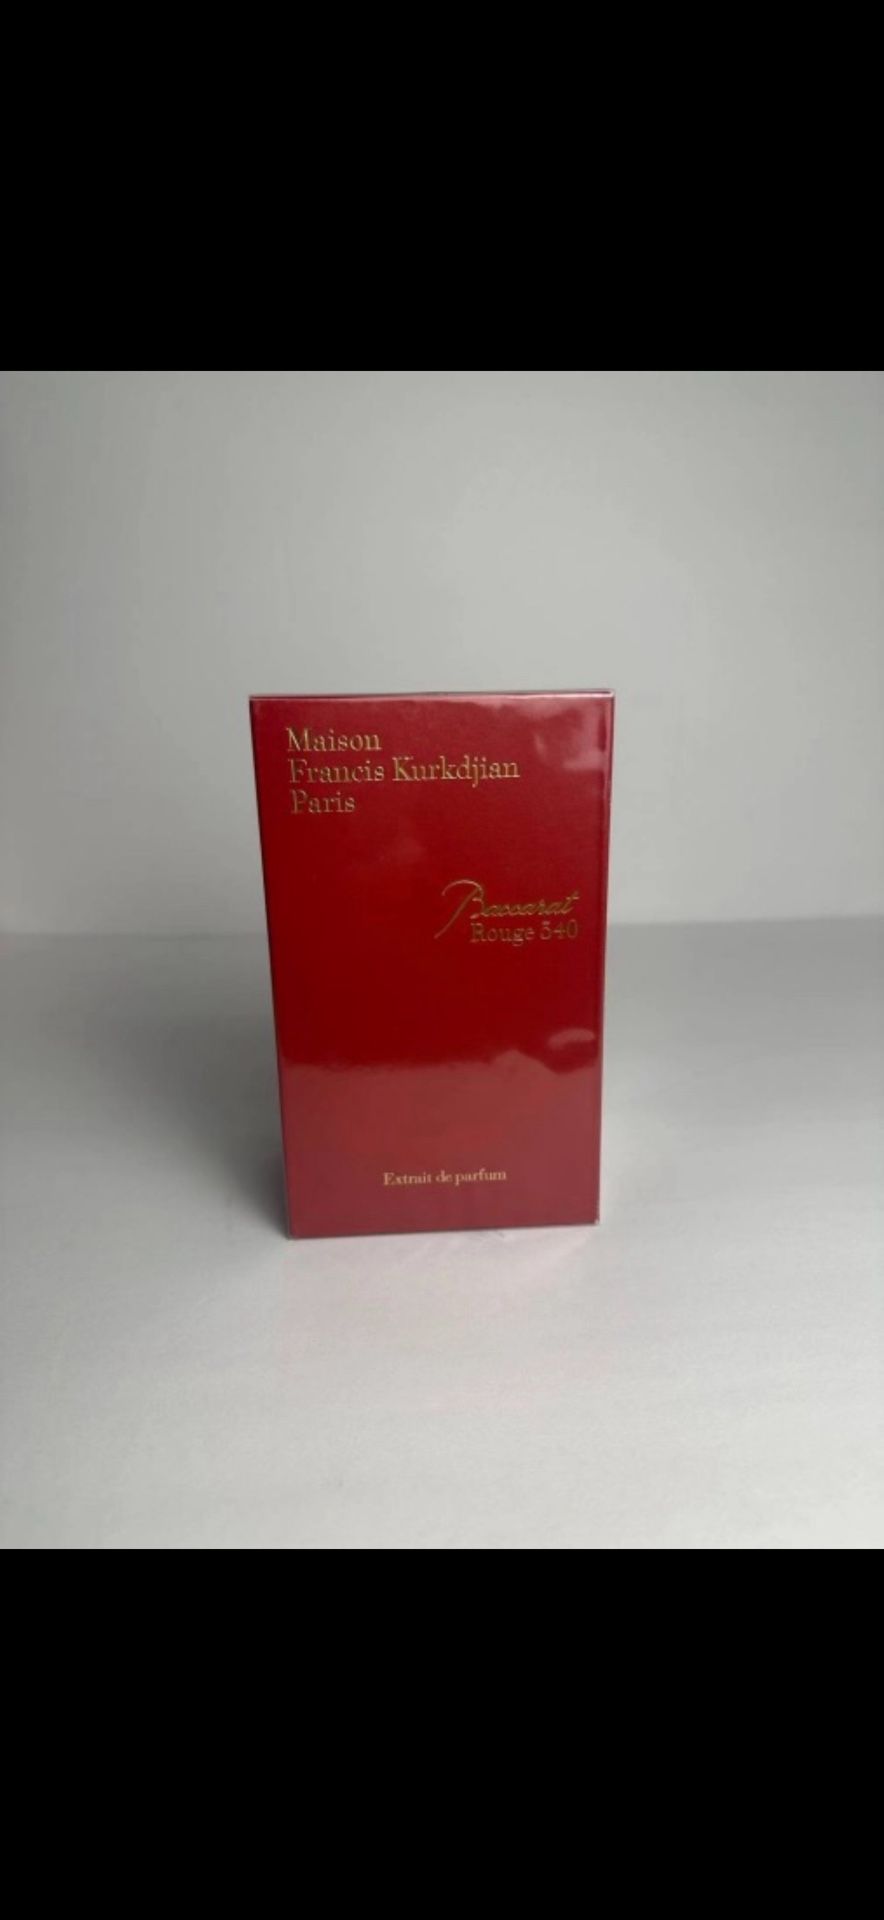 Maison
Francis Kurkdjian
Paris
Baccarat
Rouge 540
Extrait de parfum